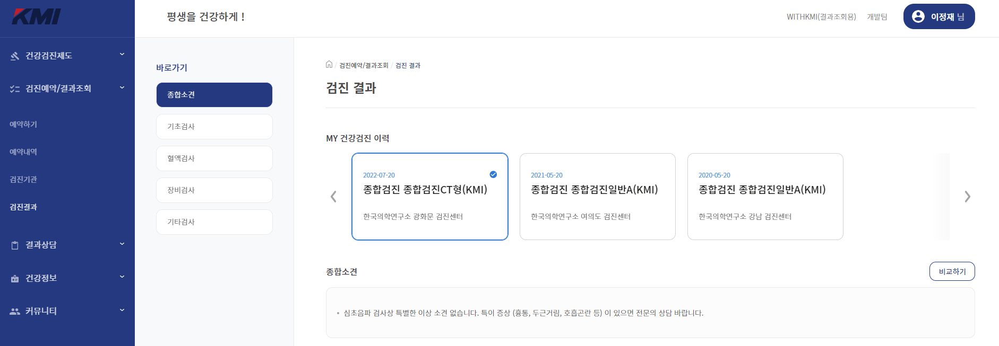 KMI
평생을 건강하게 !
WITHKMI(결과조회용) 개발팀 이정재 님
건강검진제도
검진예약/결과조회
예약하기
예약내역
검진기관
검진결과
결과상담
건강정보
커뮤니티
바로가기
종합소견
기초검사
혈액검사
장비검사
기타검사
/ 검진예약/결과조회 / 검진 결과
검진 결과
MY 건강검진 이력
2022-07-20
종합검진 종합검진CT형(KMI)
한국의학연구소 광화문 검진센터
2021-05-20
종합검진 종합검진일반A(KMI)
한국의학연구소 여의도 검진센터
2020-05-20
종합검진 종합검진일반A(KMI)
한국의학연구소 강남 검진센터
종합소견
비교하기
• 심초음파 검사상 특별한 이상 소견 없습니다. 특이 증상 (흉통, 두근거림, 호흡곤란 등) 이 있으면 전문의 상담 바랍니다.